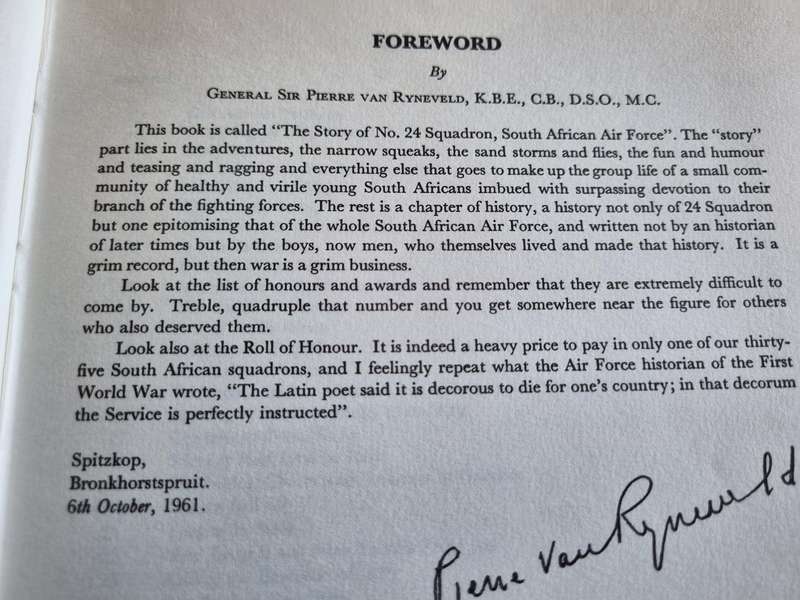 FOREWORD
By
GENERAL SIR PIERRE VAN RYNEVELD, K.B.E., C.B., D.S.O., M.C.
This book is called "The Story of No. 24 Squadron, South African Air Force". The "story"
part lies in the adventures, the narrow squeaks, the sand storms and flies, the fun and humour
and teasing and ragging and everything else that goes to make up the group life of a small com-
munity of healthy and virile young South Africans imbued with surpassing devotion to their
branch of the fighting forces. The rest is a chapter of history, a history not only of 24 Squadron
but one epitomising that of the whole South African Air Force, and written not by an historian
of later times but by the boys, now men, who themselves lived and made that history. It is a
grim record, but then war is a grim business.
Look at the list of honours and awards and remember that they are extremely difficult to
come by. Treble, quadruple that number and you get somewhere near the figure for others
who also deserved them.
Look also at the Roll of Honour. It is indeed a heavy price to pay in only one of our thirty-
five South African squadrons, and I feelingly repeat what the Air Force historian of the First
World War wrote, "The Latin poet said it is decorous to die for one's country; in that decorum
the Service is perfectly instructed".
Spitzkop,
Bronkhorstspruit.
6th October, 1961.
Pierre van Ryneveld